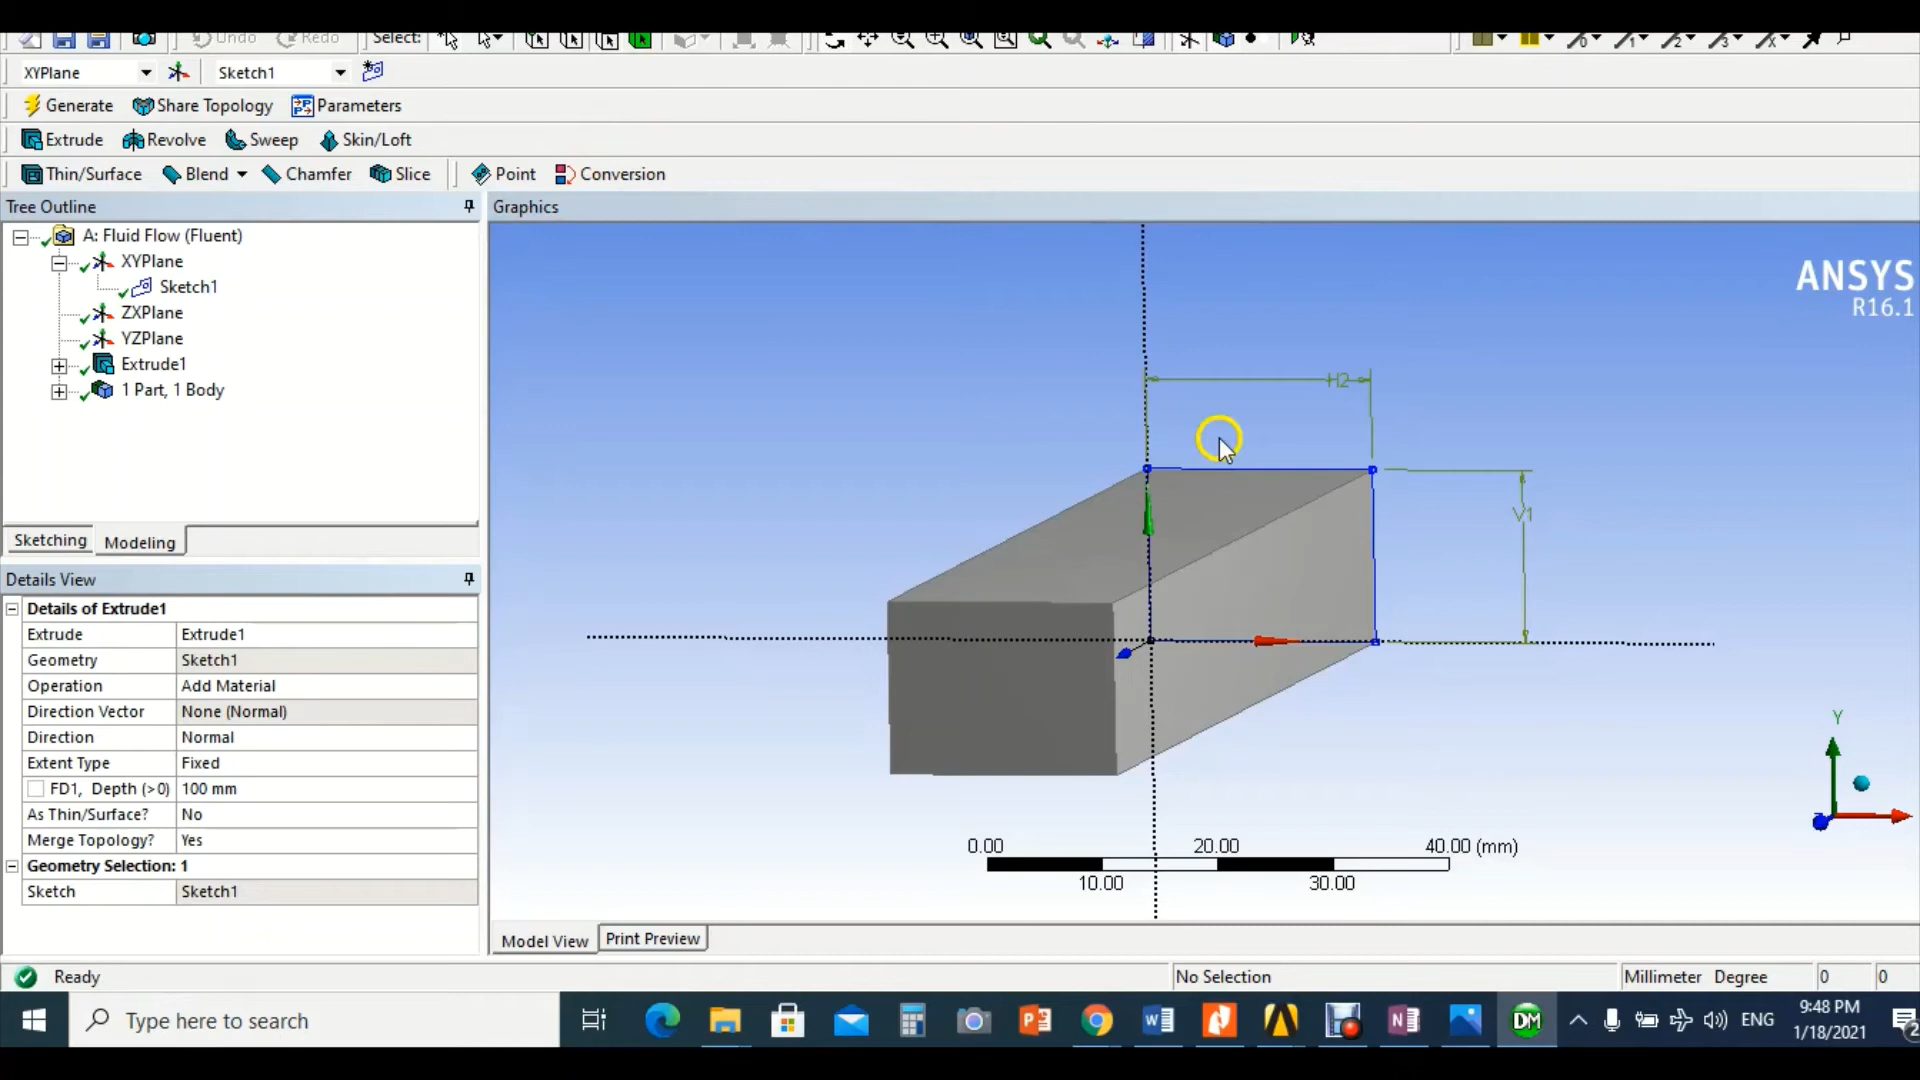 Undo Redo Select:
XYPlane Sketch1
Generate Share Topology Parameters
Extrude Revolve Sweep Skin/Loft
Thin/Surface Blend Chamfer Slice Point Conversion
Tree Outline
A: Fluid Flow (Fluent)
XYPlane
Sketch1
ZXPlane
YZPlane
Extrude1
1 Part, 1 Body
Sketching Modeling
Details View
Details of Extrude1
Extrude Extrude1
Geometry Sketch1
Operation Add Material
Direction Vector None (Normal)
Direction Normal
Extent Type Fixed
FD1, Depth (>0) 100 mm
As Thin/Surface? No
Merge Topology? Yes
Geometry Selection: 1
Sketch Sketch1
Graphics
ANSYS
R16.1
H2
V1
Y
0.00 20.00 40.00 (mm)
10.00 30.00
Model View Print Preview
Ready No Selection Millimeter Degree 0 0
Type here to search
DM
ENG
9:48 PM
1/18/2021
2